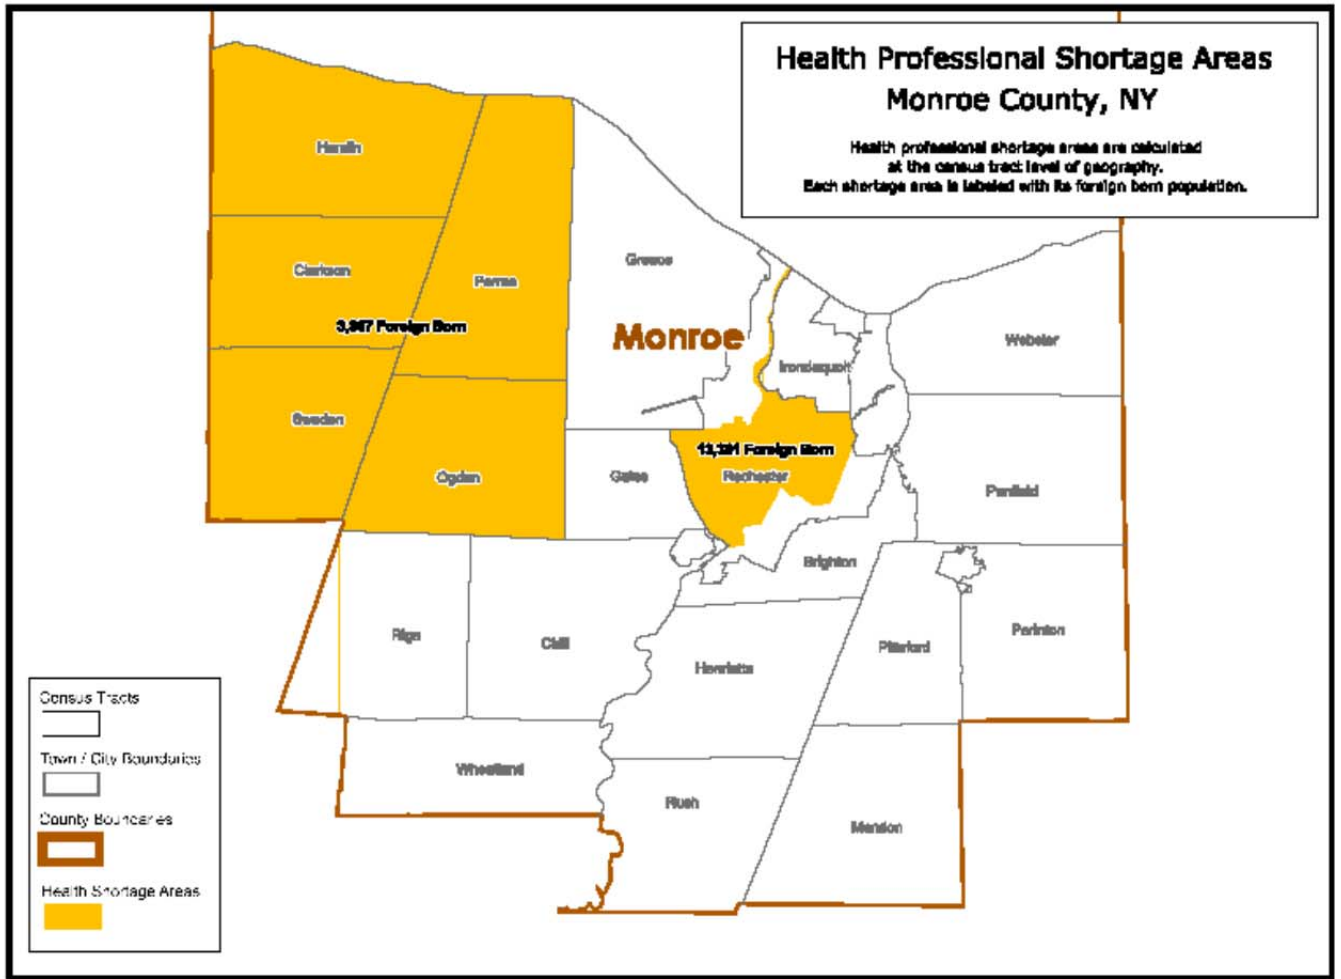 Health Professional Shortage Areas
Monroe County, NY
Health professional shortage areas are calculated
at the census tract level of geography.
Each shortage area is labeled with its foreign born population.
Hamlin
Clarkson
Parma
Greece
Monroe
Foreign Born
Irondequoit
Webster
Sweden
Ogden
Gates
Foreign Born
Rochester
Penfield
Brighton
Riga
Chili
Henrietta
Pittsford
Perinton
Wheatland
Rush
Mendon
Census Tracts
Town / City Boundaries
County Boundaries
Health Shortage Areas